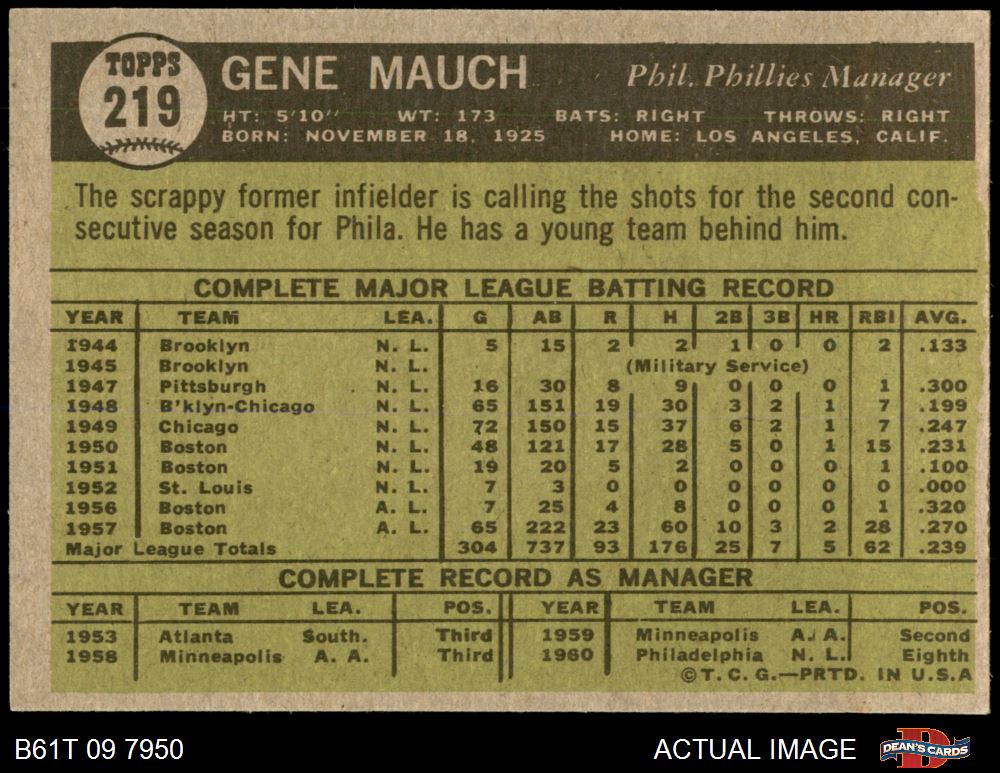 TOPPS
219
GENE MAUCH Phil. Phillies Manager
HT: 5'10" WT: 173 BATS: RIGHT THROWS: RIGHT
BORN: NOVEMBER 18, 1925 HOME: LOS ANGELES, CALIF.
The scrappy former infielder is calling the shots for the second con-
secutive season for Phila. He has a young team behind him.
COMPLETE MAJOR LEAGUE BATTING RECORD
YEAR TEAM LEA. G AB R H 2B 3B HR RBI AVG.
1944 Brooklyn N. L. 5 15 2 2 1 0 0 2 .133
1945 Brooklyn N. L. (Military Service)
1947 Pittsburgh N. L. 16 30 8 9 0 0 0 1 .300
1948 B'klyn-Chicago N. L. 65 151 19 30 3 2 1 7 .199
1949 Chicago N. L. 72 150 15 37 6 2 1 7 .247
1950 Boston N. L. 48 121 17 28 5 0 1 15 .231
1951 Boston N. L. 19 20 5 2 0 0 0 1 .100
1952 St. Louis N. L. 7 3 0 0 0 0 0 0 .000
1956 Boston A. L. 7 25 4 8 0 0 0 1 .320
1957 Boston A. L. 65 222 23 60 10 3 2 28 .270
Major League Totals 304 737 93 176 25 7 5 62 .239
COMPLETE RECORD AS MANAGER
YEAR TEAM LEA. POS. YEAR TEAM LEA. POS.
1953 Atlanta South. Third 1959 Minneapolis A. A. Second
1958 Minneapolis A. A. Third 1960 Philadelphia N. L. Eighth
©T. C. G.—PRTD. IN U.S.A
B61T 09 7950 ACTUAL IMAGE DEAN'S CARDS